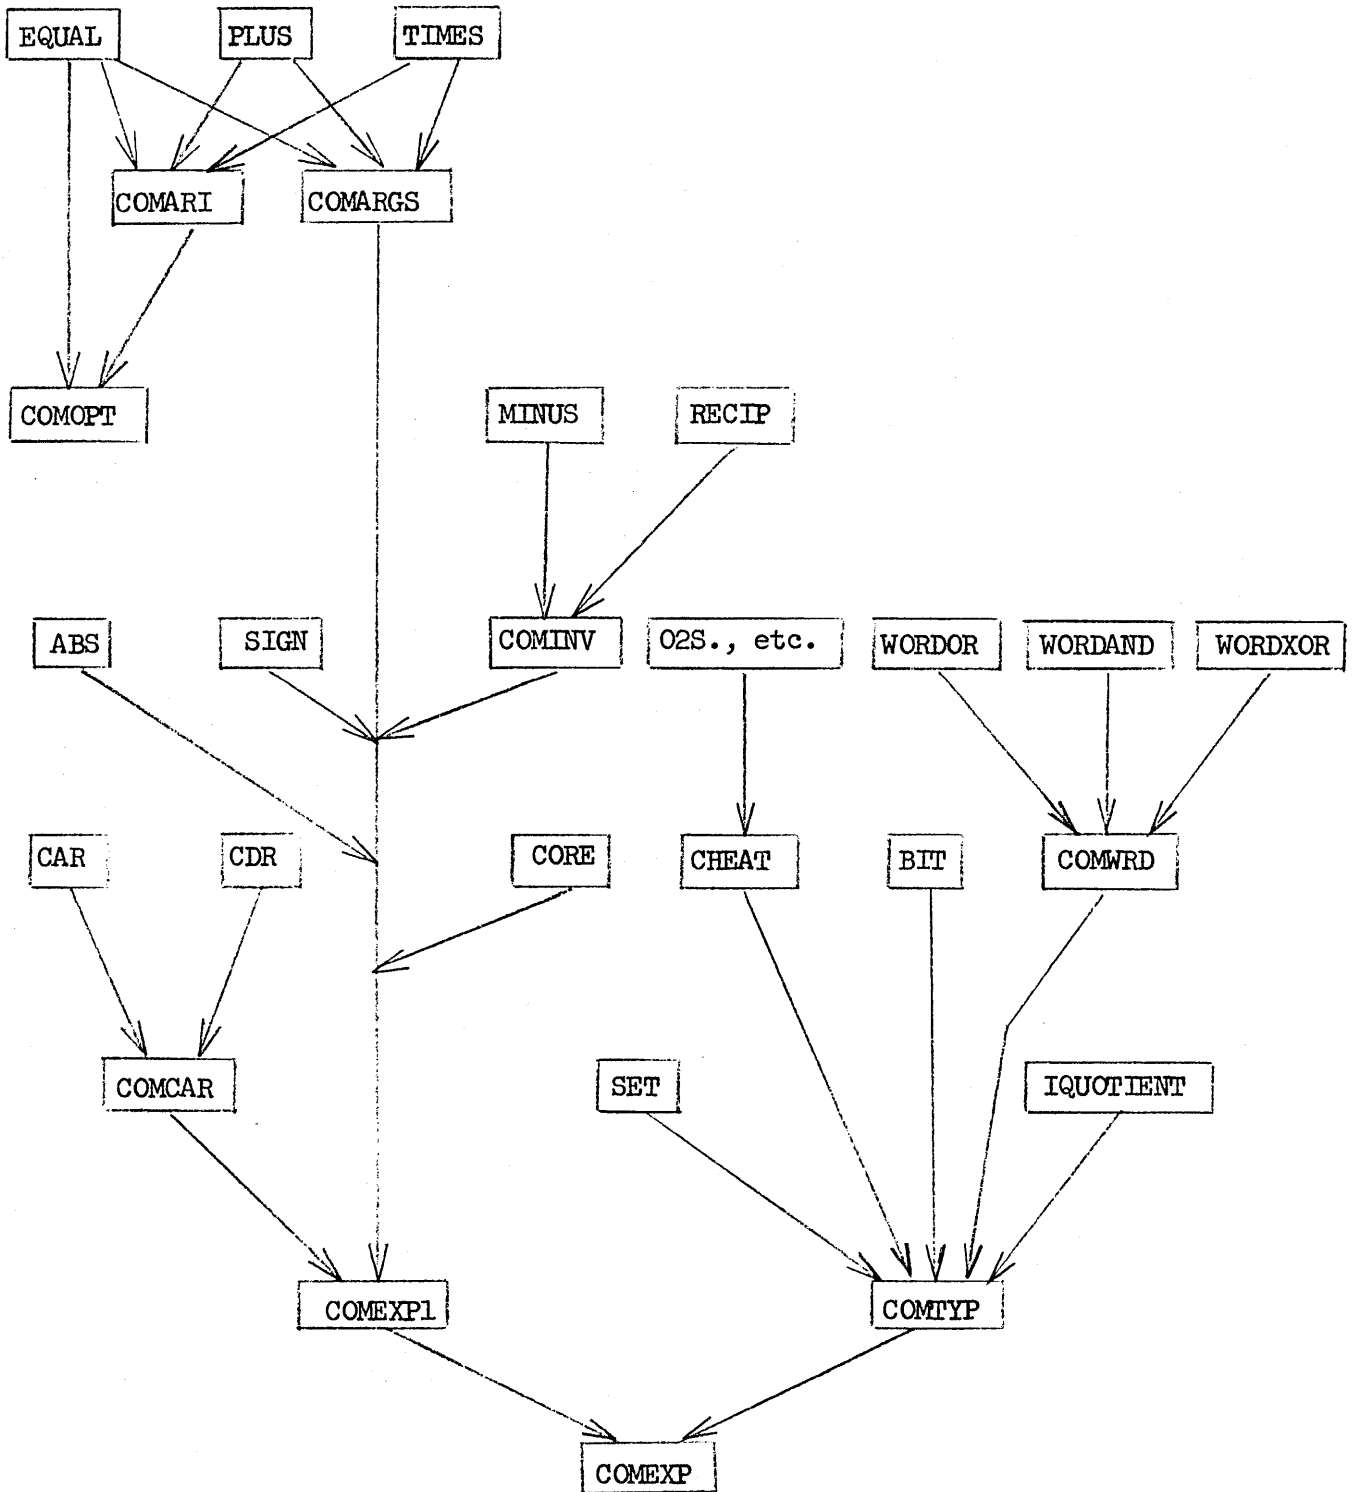 EQUAL PLUS TIMES
COMARI COMARGS
COMOPT MINUS RECIP
ABS SIGN COMINV O2S., etc. WORDOR WORDAND WORDXOR
CAR CDR CORE CHEAT BIT COMWRD
COMCAR SET IQUOTIENT
COMEXP1 COMTYP
COMEXP